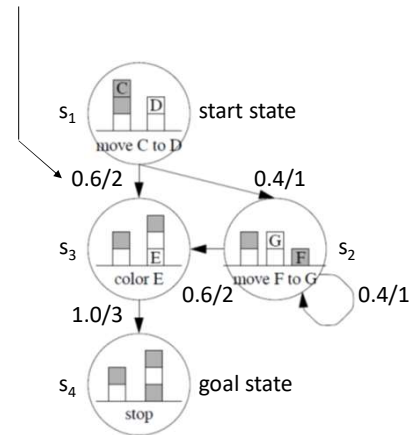 C
D
s1
start state
move C to D
0.6/2
0.4/1
s3
G
s2
E
F
color E
move F to G
0.6/2
0.4/1
1.0/3
s4
goal state
stop